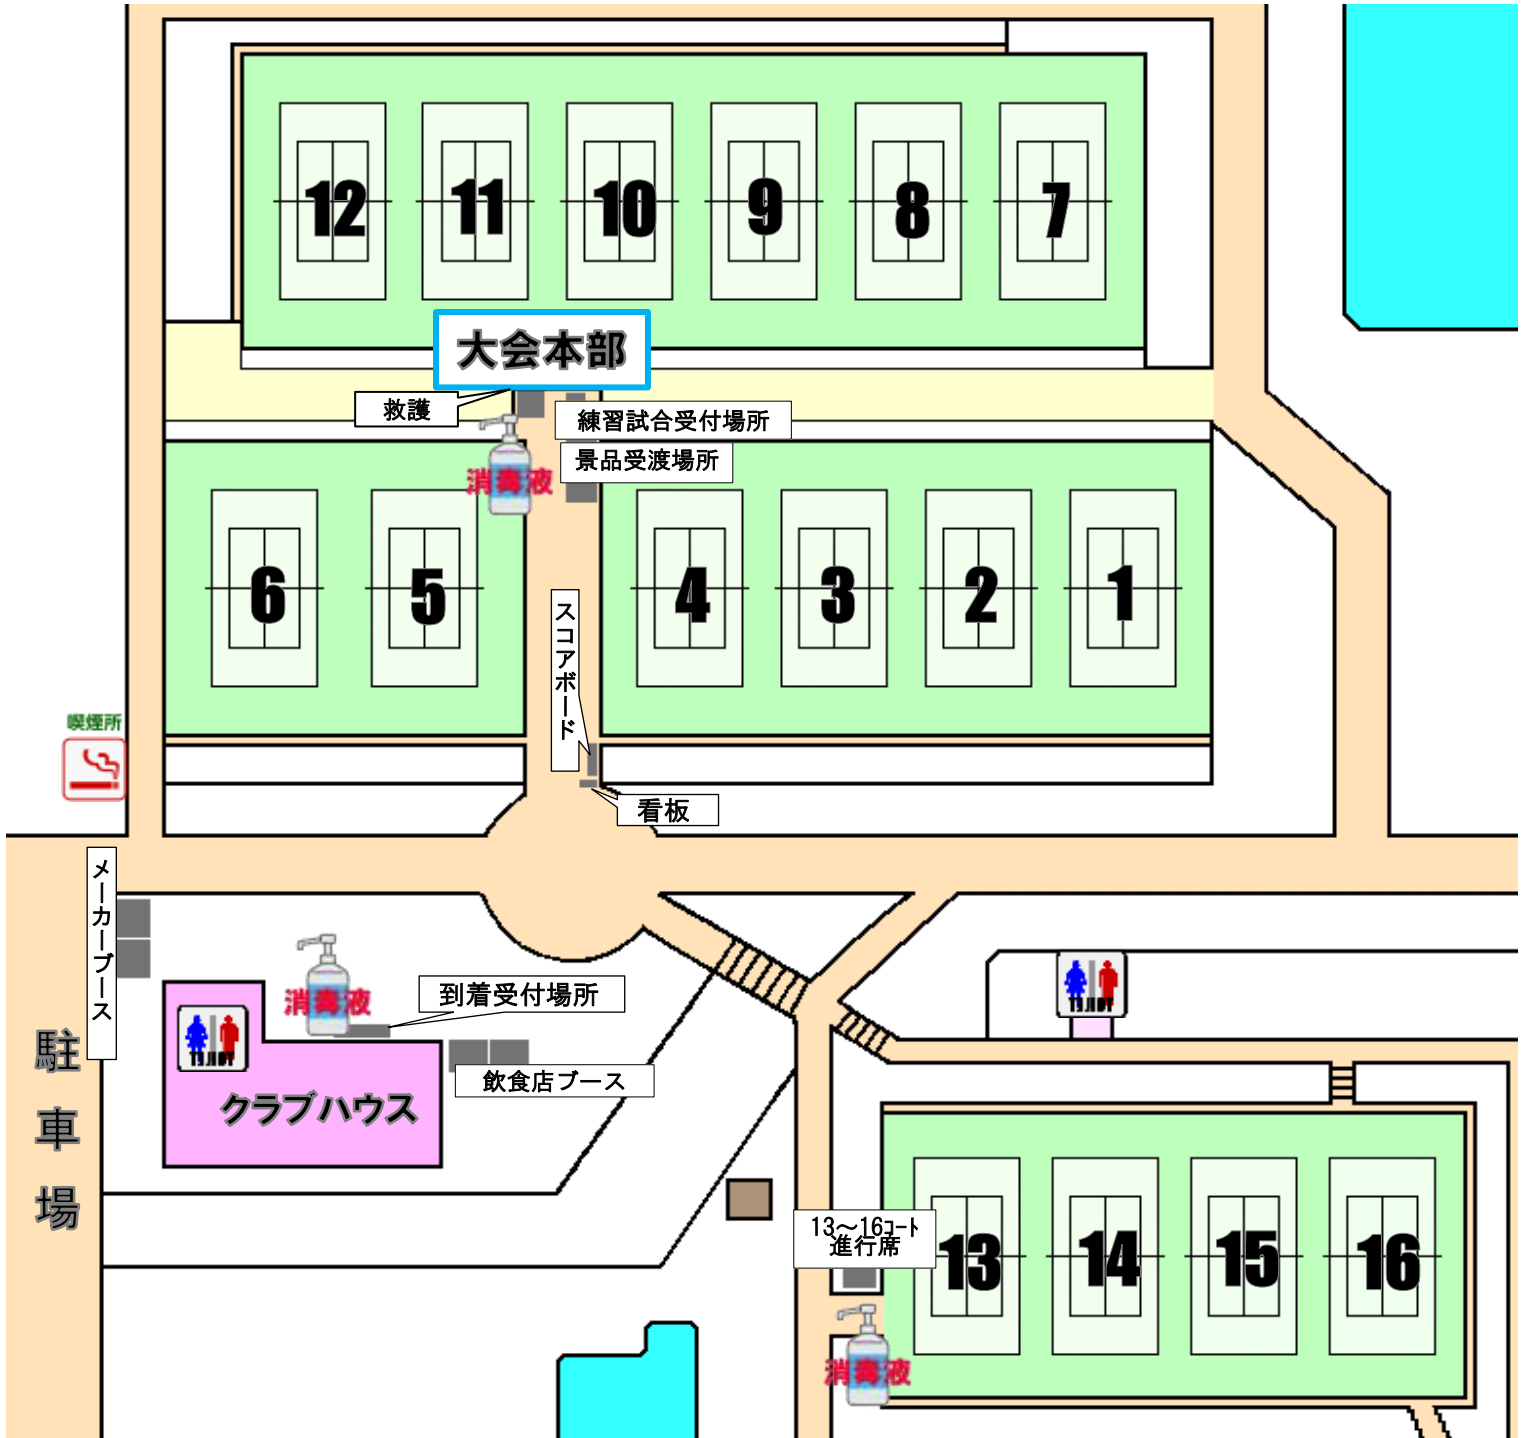 12
11
10
9
8
7
大会本部
救護
練習試合受付場所
景品受渡場所
消毒液
6
5
4
3
2
1
スコアボード
喫煙所
看板
メーカーブース
消毒液
到着受付場所
TOILET
TOILET
飲食店ブース
クラブハウス
駐車場
13～16コート
進行席
13
14
15
16
消毒液